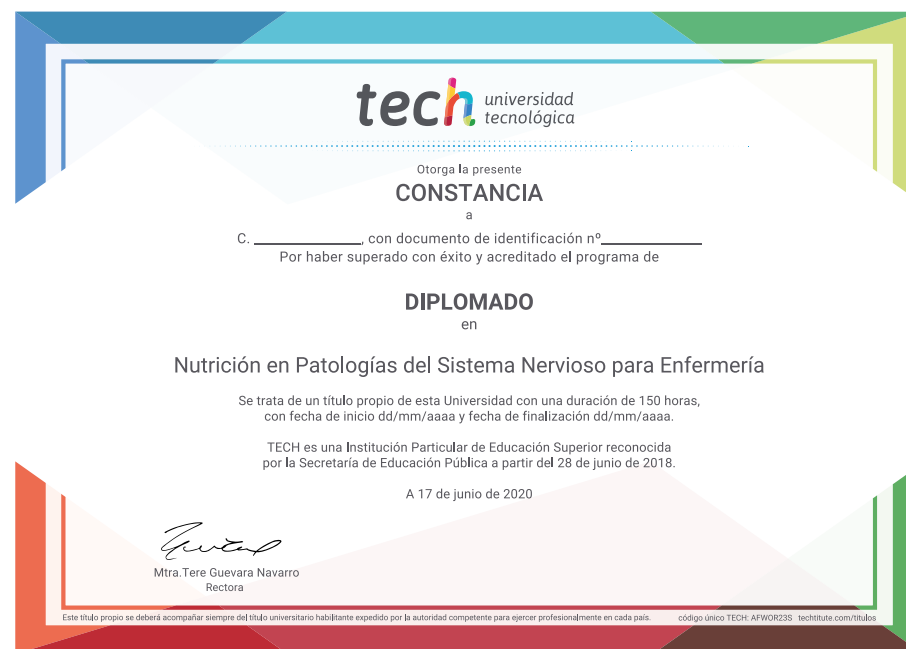 tech universidad
tecnológica
Otorga la presente
CONSTANCIA
a
C. ____________, con documento de identificación nº____________
Por haber superado con éxito y acreditado el programa de
DIPLOMADO
en
Nutrición en Patologías del Sistema Nervioso para Enfermería
Se trata de un título propio de esta Universidad con una duración de 150 horas,
con fecha de inicio dd/mm/aaaa y fecha de finalización dd/mm/aaaa.
TECH es una Institución Particular de Educación Superior reconocida
por la Secretaría de Educación Pública a partir del 28 de junio de 2018.
A 17 de junio de 2020
Mtra.Tere Guevara Navarro
Rectora
Este título propio se deberá acompañar siempre del título universitario habilitante expedido por la autoridad competente para ejercer profesionalmente en cada país. código único TECH: AFWOR23S techtitute.com/titulos